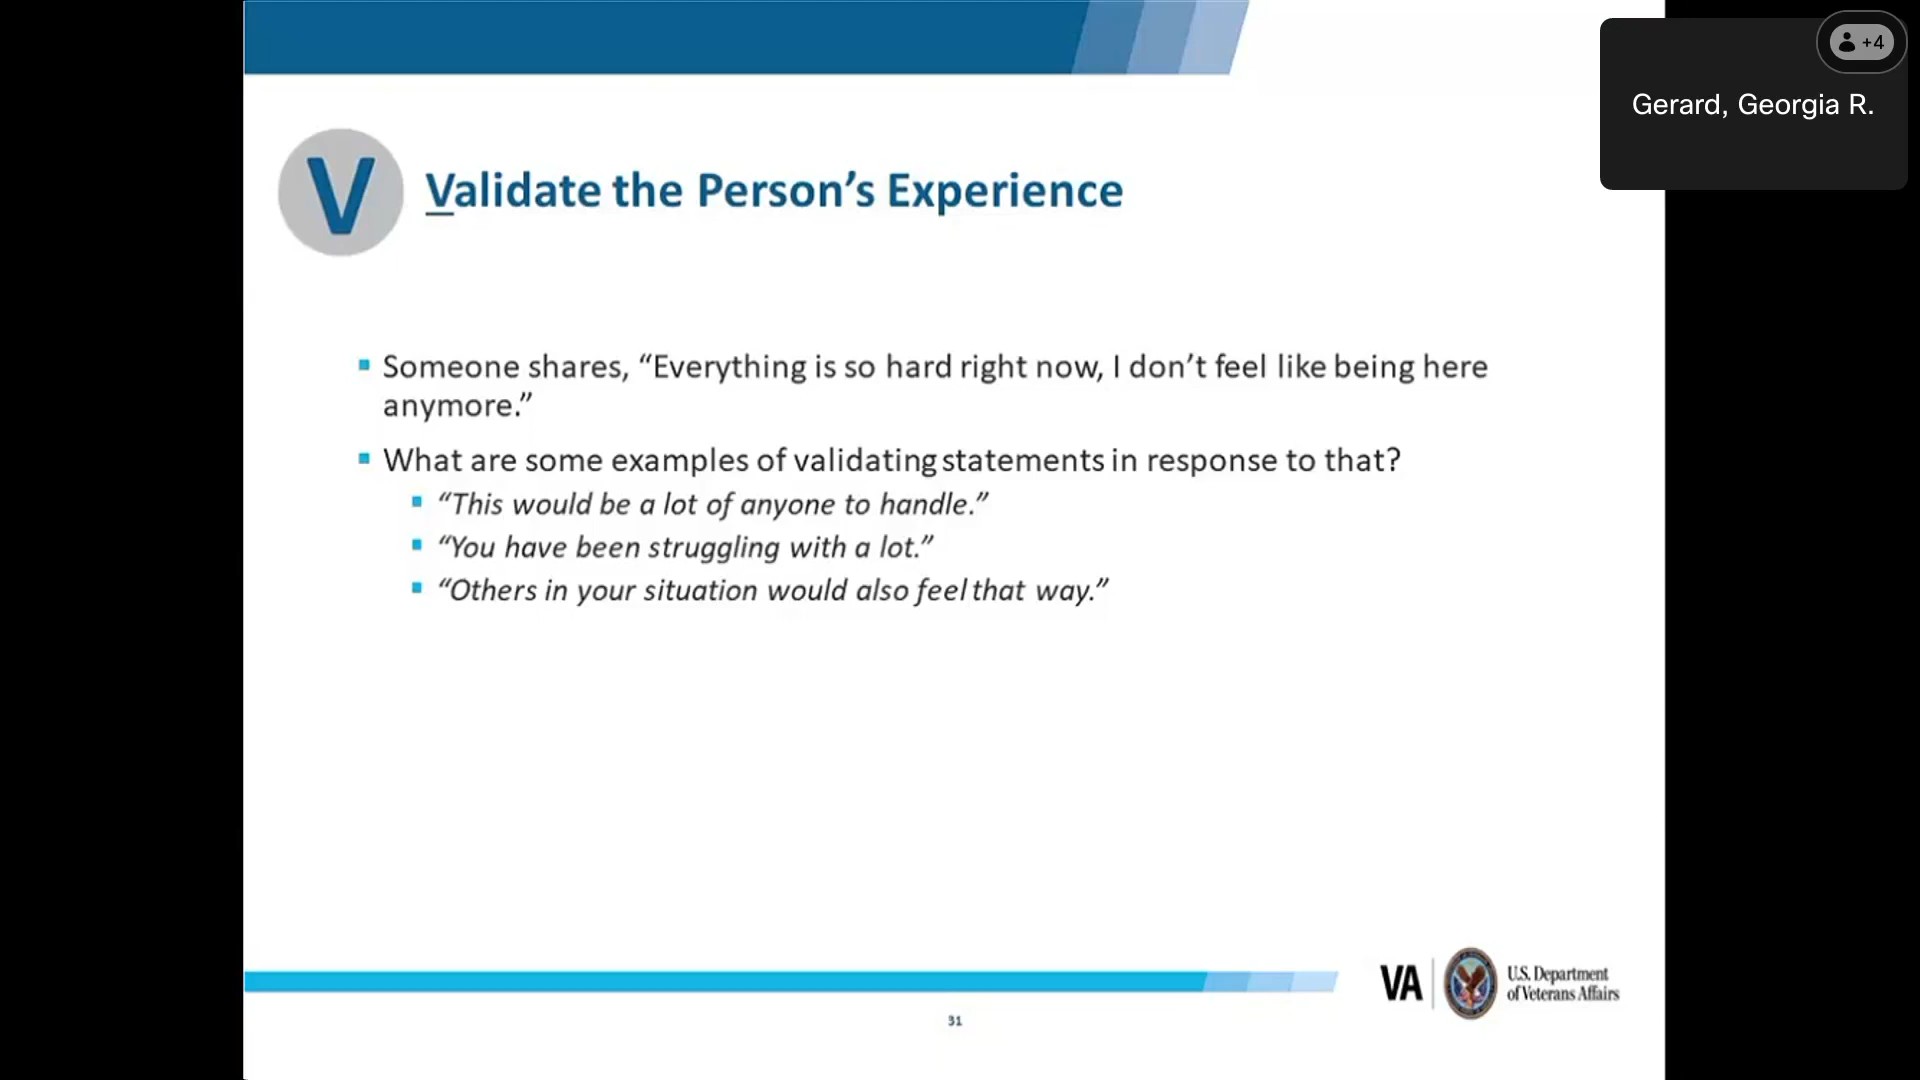 +4
Gerard, Georgia R.
V
Validate the Person’s Experience
Someone shares, “Everything is so hard right now, I don’t feel like being here
anymore.”
What are some examples of validating statements in response to that?
“This would be a lot of anyone to handle.”
“You have been struggling with a lot.”
“Others in your situation would also feel that way.”
VA
U.S. Department
of Veterans Affairs
31